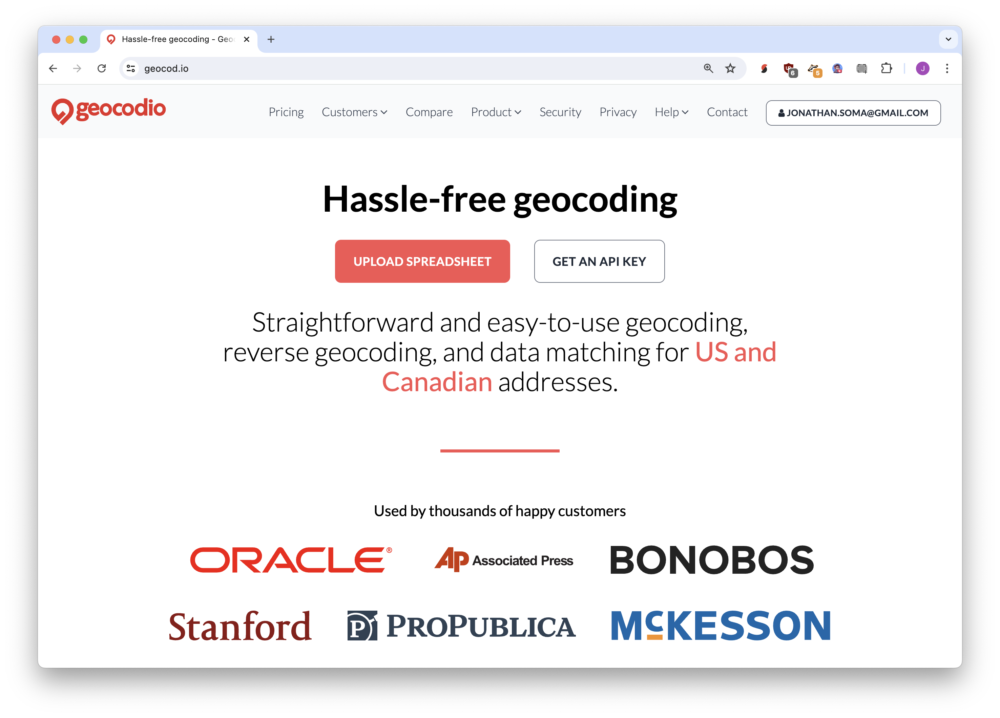 Hassle-free geocoding - Geoc
geocod.io
6
5
J
geocodio
Pricing
Customers
Compare
Product
Security
Privacy
Help
Contact
JONATHAN.SOMA@GMAIL.COM
Hassle-free geocoding
UPLOAD SPREADSHEET
GET AN API KEY
Straightforward and easy-to-use geocoding,
reverse geocoding, and data matching for US and
Canadian addresses.
Used by thousands of happy customers
ORACLE®
AP Associated Press
BONOBOS
Stanford
P PROPUBLICA
MCKESSON